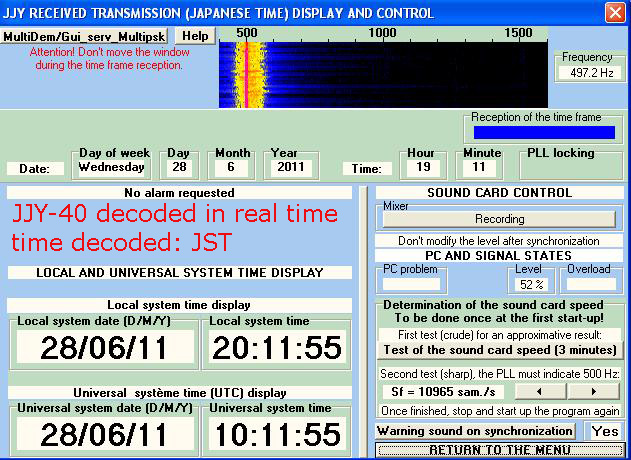 JJY RECEIVED TRANSMISSION (JAPANESE TIME) DISPLAY AND CONTROL
MultiDem/Gui_serv_Multipsk Help
Attention! Don't move the window
during the time frame reception.
500 1000 1500
Frequency
497.2 Hz
Reception of the time frame
Day of week Day Month Year Hour Minute PLL locking
Date: Wednesday 28 6 2011 Time: 19 11
No alarm requested
JJY-40 decoded in real time
time decoded: JST
LOCAL AND UNIVERSAL SYSTEM TIME DISPLAY
Local system time display
Local system date (D/M/Y) Local system time
28/06/11 20:11:55
Universal système time (UTC) display
Universal system date (D/M/Y) Universal system time
28/06/11 10:11:55
SOUND CARD CONTROL
Mixer
Recording
Don't modify the level after synchronization
PC AND SIGNAL STATES
PC problem Level Overload
52 %
Determination of the sound card speed
To be done once at the first start-up!
First test (crude) for an approximative result:
Test of the sound card speed (3 minutes)
Second test (sharp), the PLL must indicate 500 Hz:
Sf = 10965 sam./s
Once finished, stop and start up the program again
Warning sound on synchronization Yes
RETURN TO THE MENU